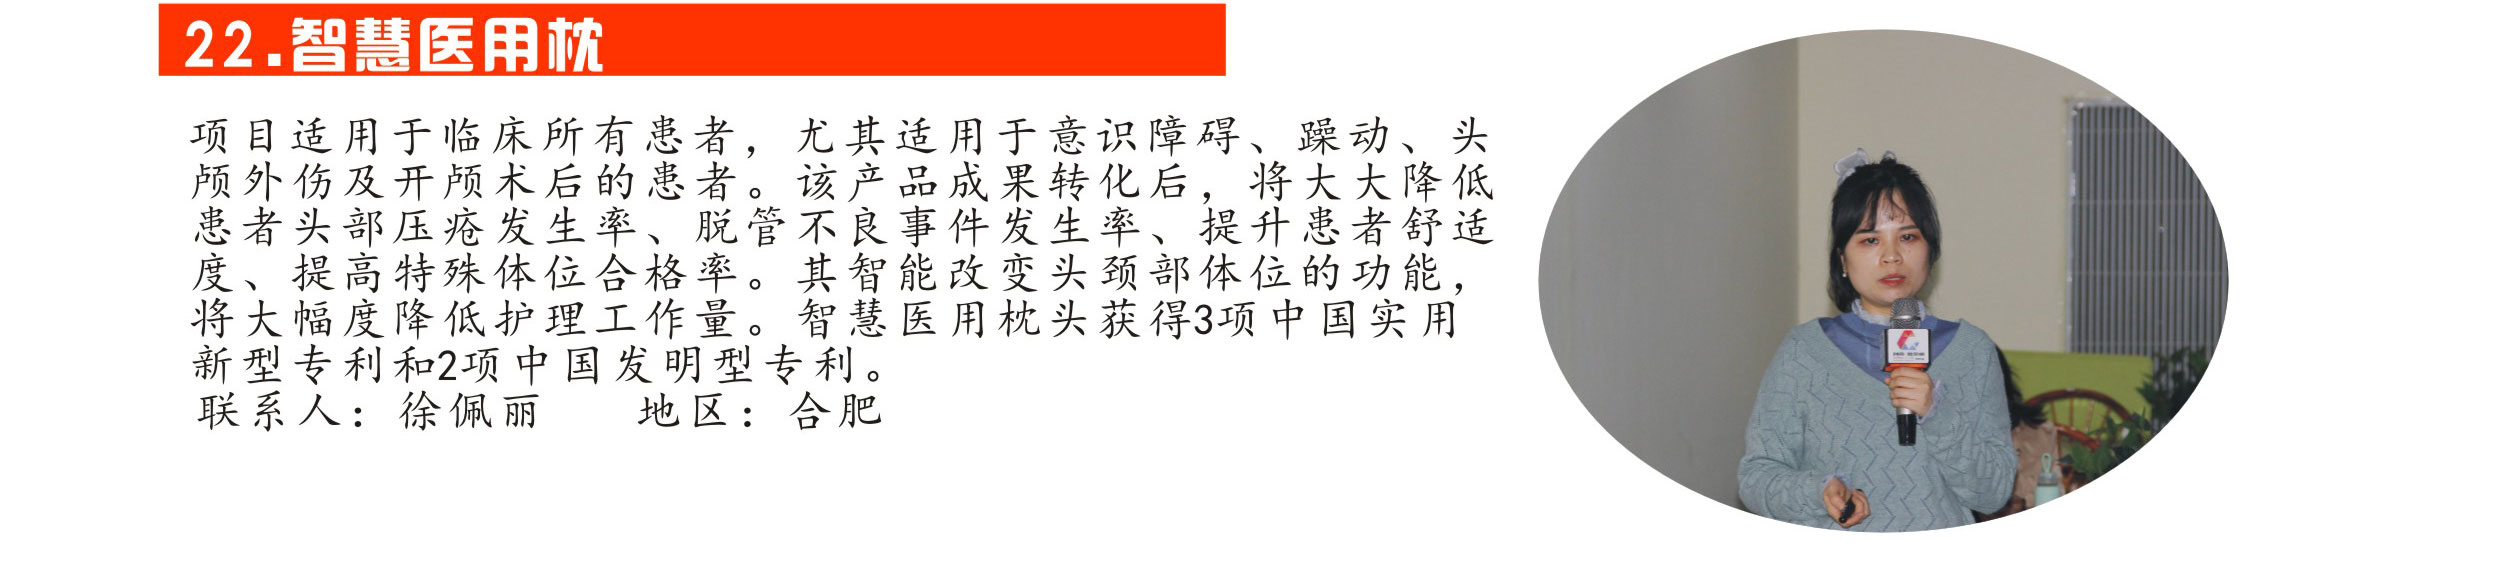 22.智慧医用枕
项目适用于临床所有患者，尤其适用于意识障碍、躁动、头
颅外伤及开颅术后的患者。该产品成果转化后，将大大降低
患者头部压疮发生率、脱管不良事件发生率、提升患者舒适
度、提高特殊体位合格率。其智能改变头颈部体位的功能，
将大幅度降低护理工作量。智慧医用枕头获得3项中国实用
新型专利和2项中国发明型专利。
联系人：徐佩丽　　地区：合肥